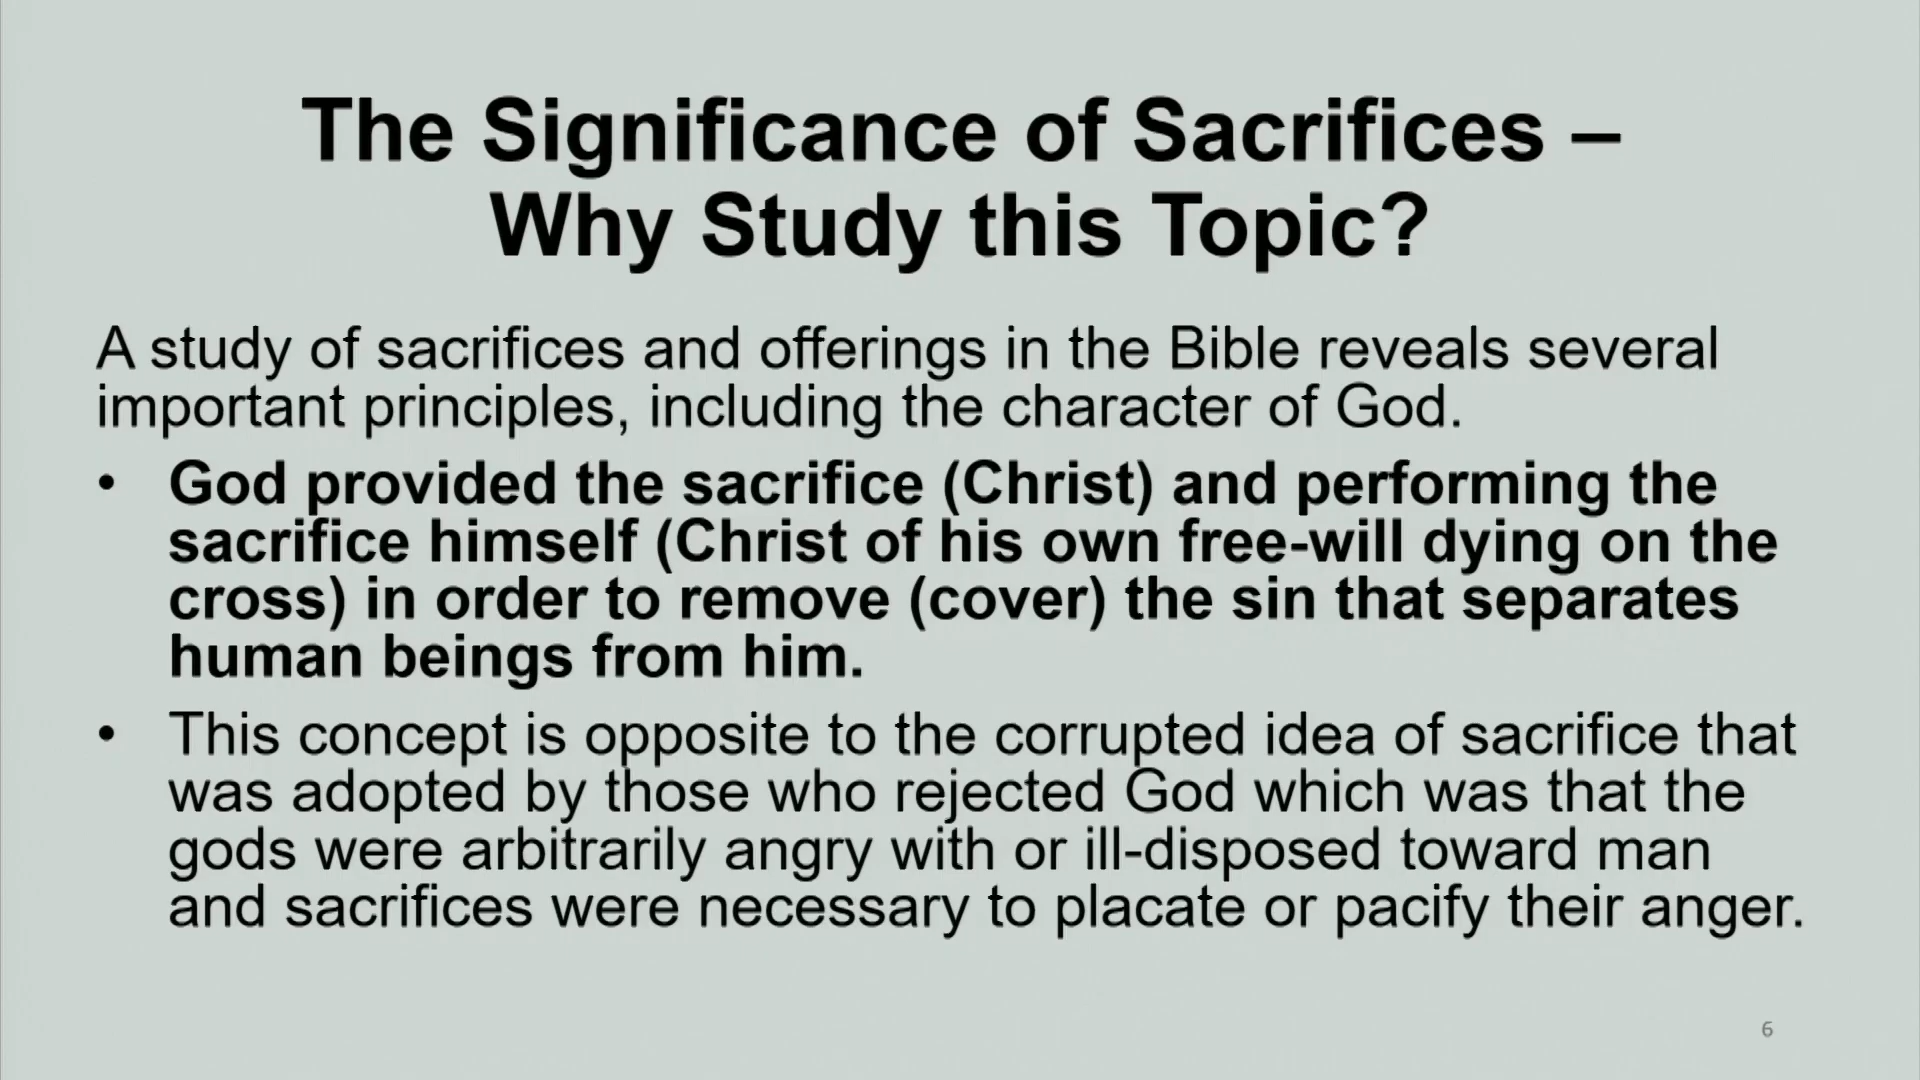 The Significance of Sacrifices –
Why Study this Topic?
A study of sacrifices and offerings in the Bible reveals several
important principles, including the character of God.
• God provided the sacrifice (Christ) and performing the
sacrifice himself (Christ of his own free-will dying on the
cross) in order to remove (cover) the sin that separates
human beings from him.
• This concept is opposite to the corrupted idea of sacrifice that
was adopted by those who rejected God which was that the
gods were arbitrarily angry with or ill-disposed toward man
and sacrifices were necessary to placate or pacify their anger.
6